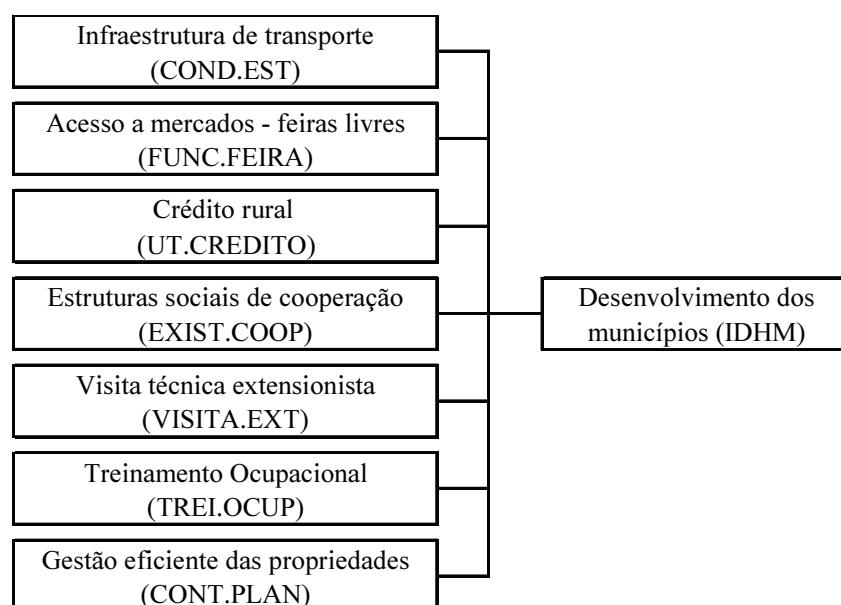 Infraestrutura de transporte
(COND.EST)
Acesso a mercados - feiras livres
(FUNC.FEIRA)
Crédito rural
(UT.CREDITO)
Estruturas sociais de cooperação
(EXIST.COOP)
Desenvolvimento dos
municípios (IDHM)
Visita técnica extensionista
(VISITA.EXT)
Treinamento Ocupacional
(TREI.OCUP)
Gestão eficiente das propriedades
(CONT.PLAN)